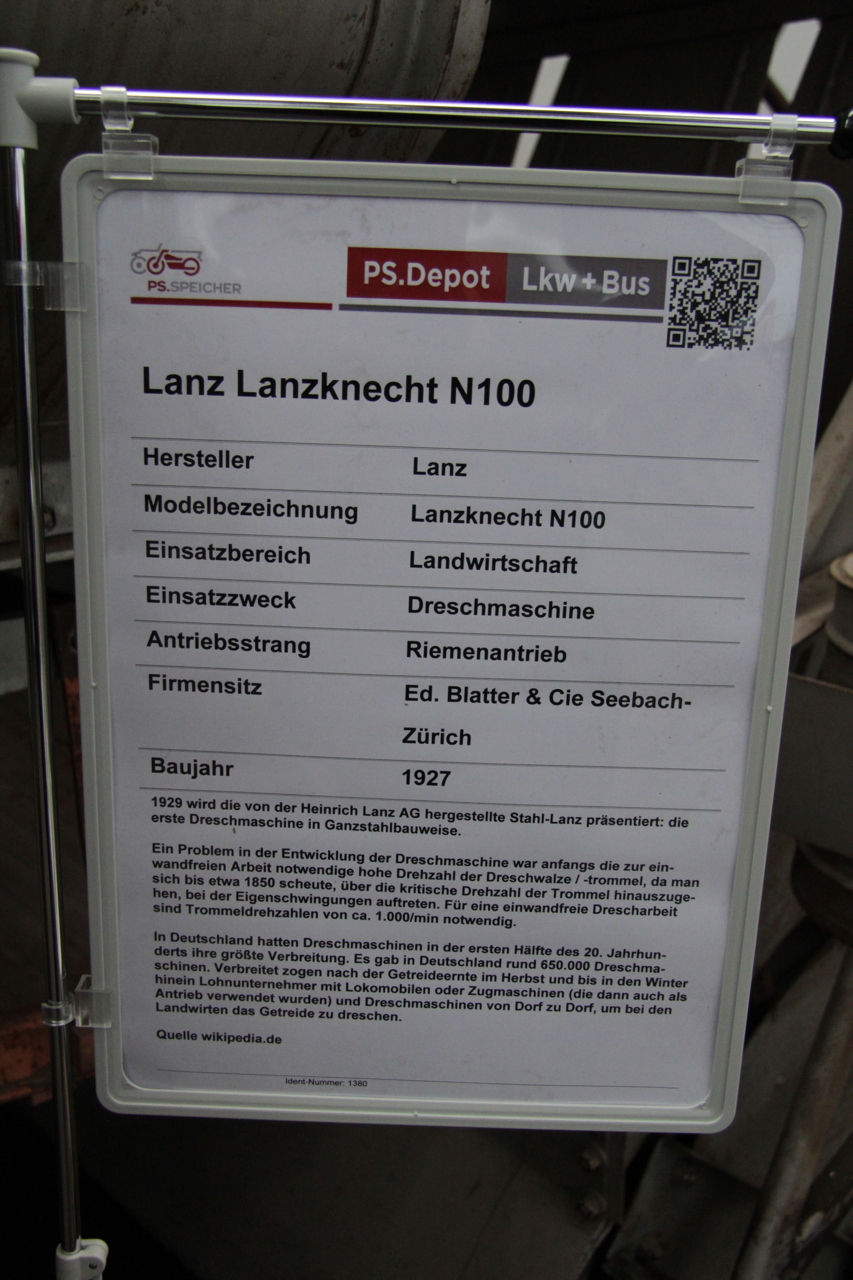 PS.SPEICHER
PS.Depot Lkw+Bus
Lanz Lanzknecht N100
Hersteller Lanz
Modelbezeichnung Lanzknecht N100
Einsatzbereich Landwirtschaft
Einsatzzweck Dreschmaschine
Antriebsstrang Riemenantrieb
Firmensitz Ed. Blatter & Cie Seebach-
Zürich
Baujahr 1927
1929 wird die von der Heinrich Lanz AG hergestellte Stahl-Lanz präsentiert: die
erste Dreschmaschine in Ganzstahlbauweise.
Ein Problem in der Entwicklung der Dreschmaschine war anfangs die zur ein-
wandfreien Arbeit notwendige hohe Drehzahl der Dreschwalze / -trommel, da man
sich bis etwa 1850 scheute, über die kritische Drehzahl der Trommel hinauszuge-
hen, bei der Eigenschwingungen auftreten. Für eine einwandfreie Drescharbeit
sind Trommeldrehzahlen von ca. 1.000/min notwendig.
In Deutschland hatten Dreschmaschinen in der ersten Hälfte des 20. Jahrhun-
derts ihre größte Verbreitung. Es gab in Deutschland rund 650.000 Dreschma-
schinen. Verbreitet zogen nach der Getreideernte im Herbst und bis in den Winter
hinein Lohnunternehmer mit Lokomobilen oder Zugmaschinen (die dann auch als
Antrieb verwendet wurden) und Dreschmaschinen von Dorf zu Dorf, um bei den
Landwirten das Getreide zu dreschen.
Quelle wikipedia.de
Ident-Nummer: 1380